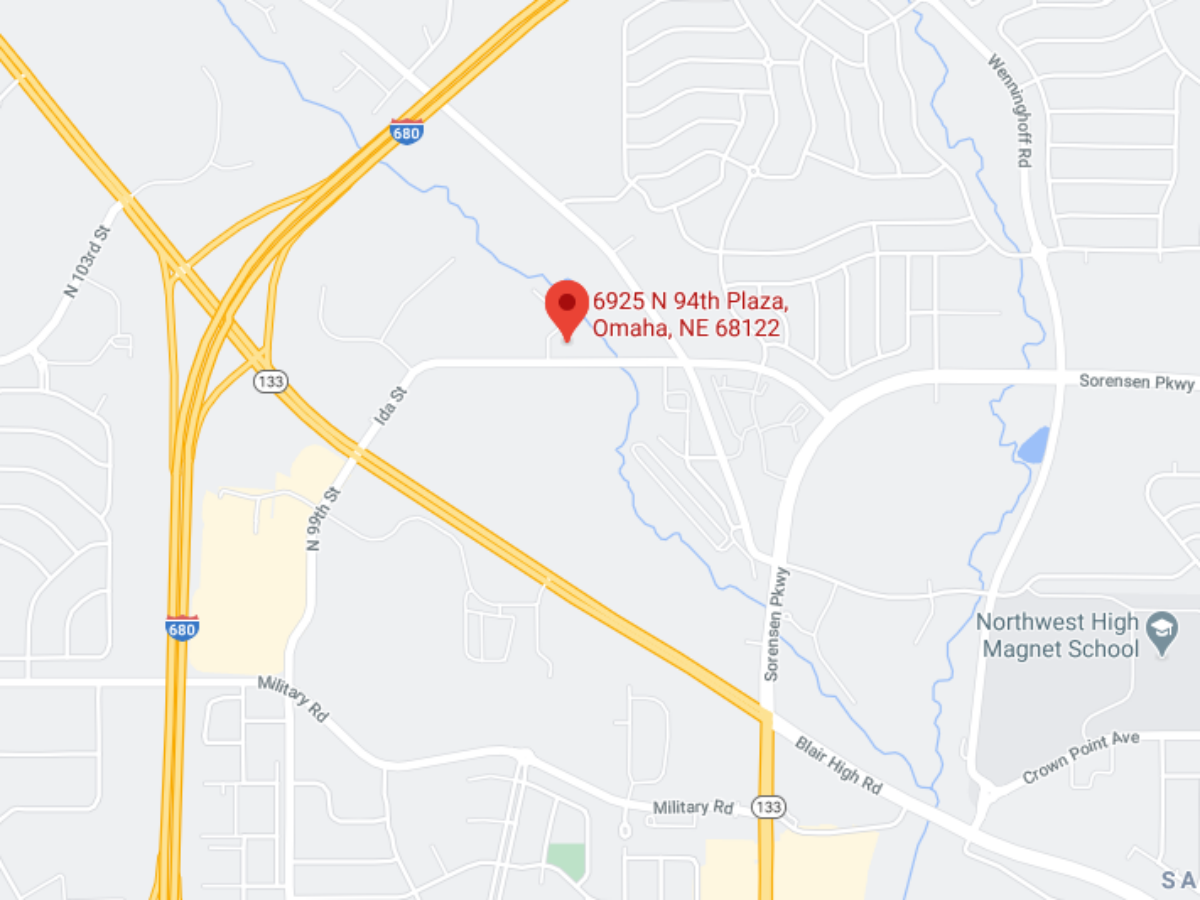 Wenninghoff Rd
680
N 103rd St
6925 N 94th Plaza,
Omaha, NE 68122
133
Sorensen Pkwy
Ida St
N 99th St
680
Sorensen Pkwy
Northwest High
Magnet School
Military Rd
Blair High Rd
Crown Point Ave
Military Rd
133
SA